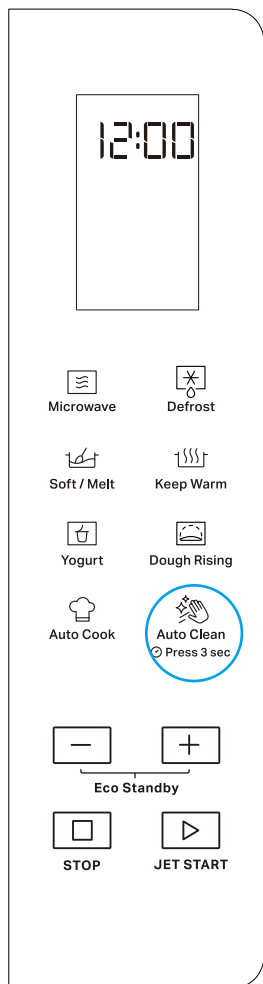 12:00
Microwave Defrost
Soft / Melt Keep Warm
Yogurt Dough Rising
Auto Cook Auto Clean
Press 3 sec
Eco Standby
STOP JET START